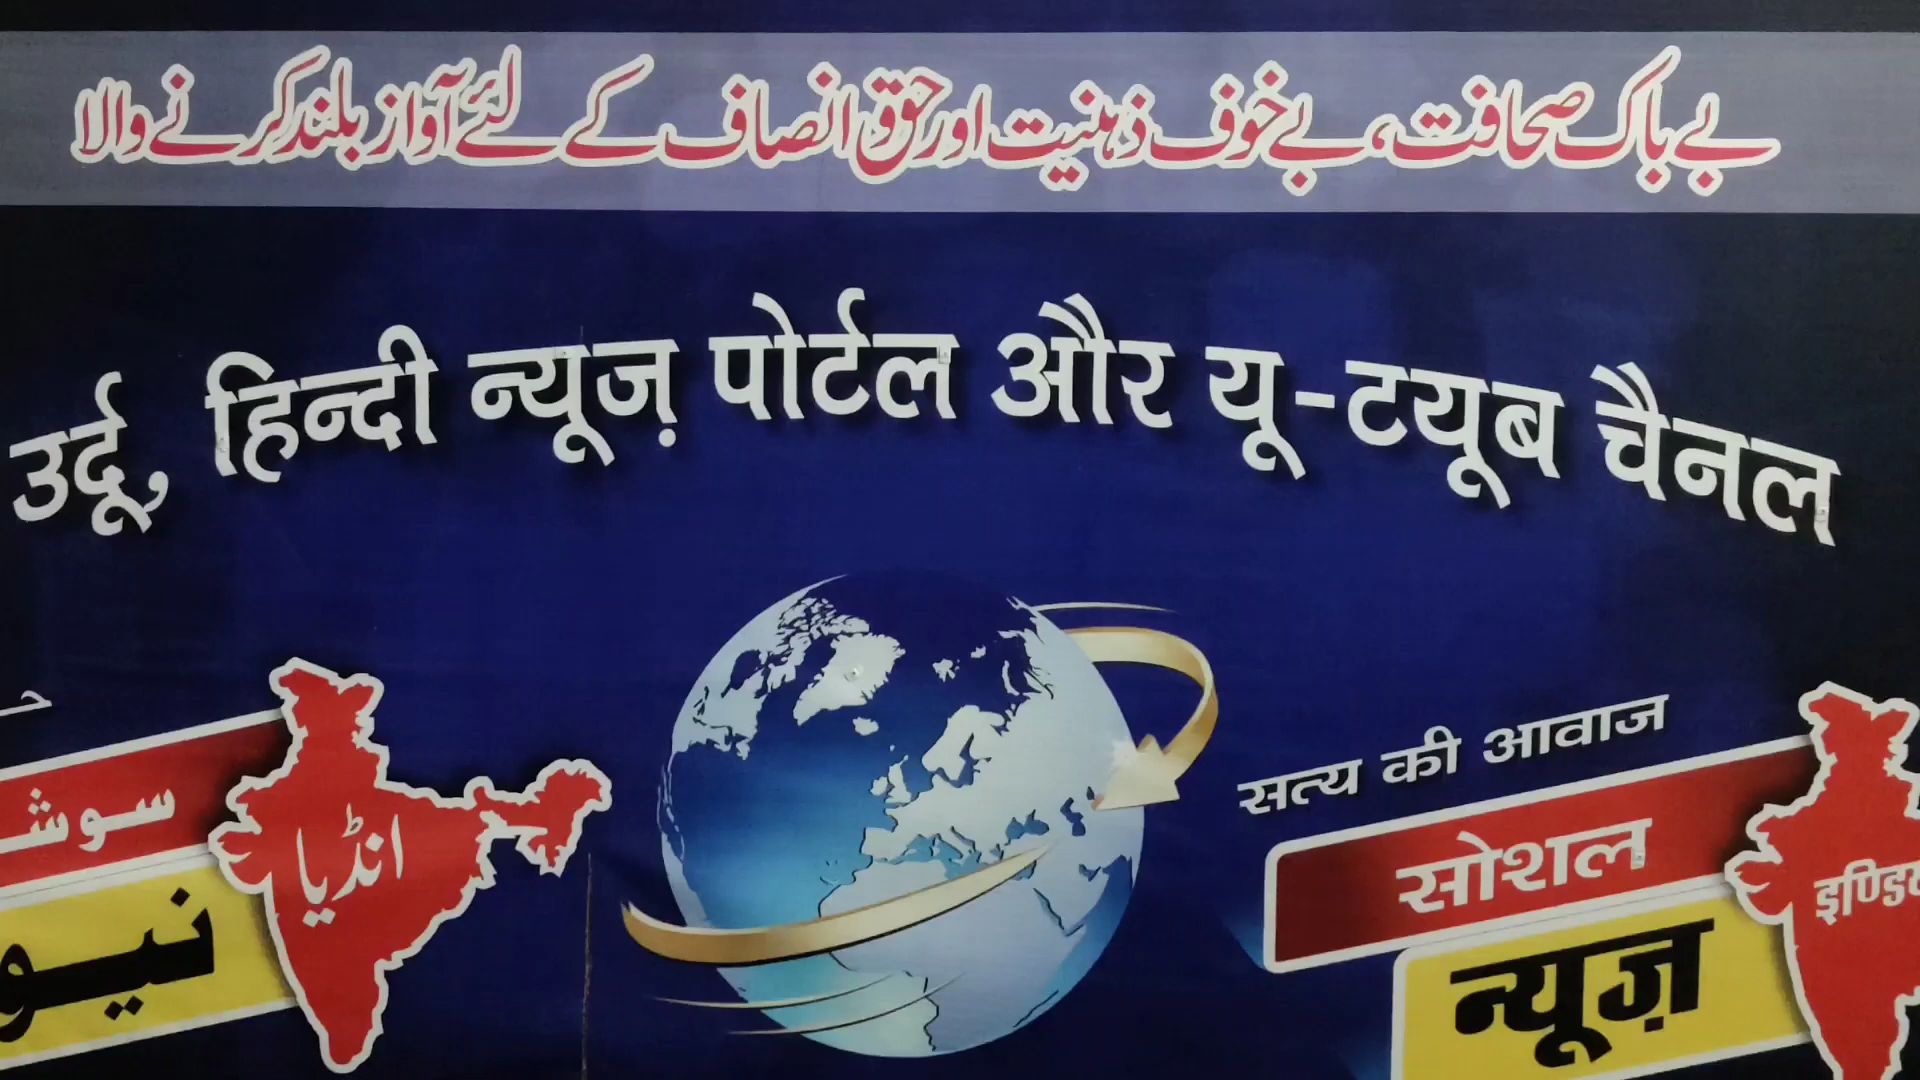 بے باک صحافت، بے خوف ذہنیت اور حق انصاف کے لئے آواز بلند کرنے والا
उर्दू, हिन्दी न्यूज़ पोर्टल और यू-टयूब चैनल
انڈیا
सत्य की आवाज
सोशल
इण्डिया
न्यूज़